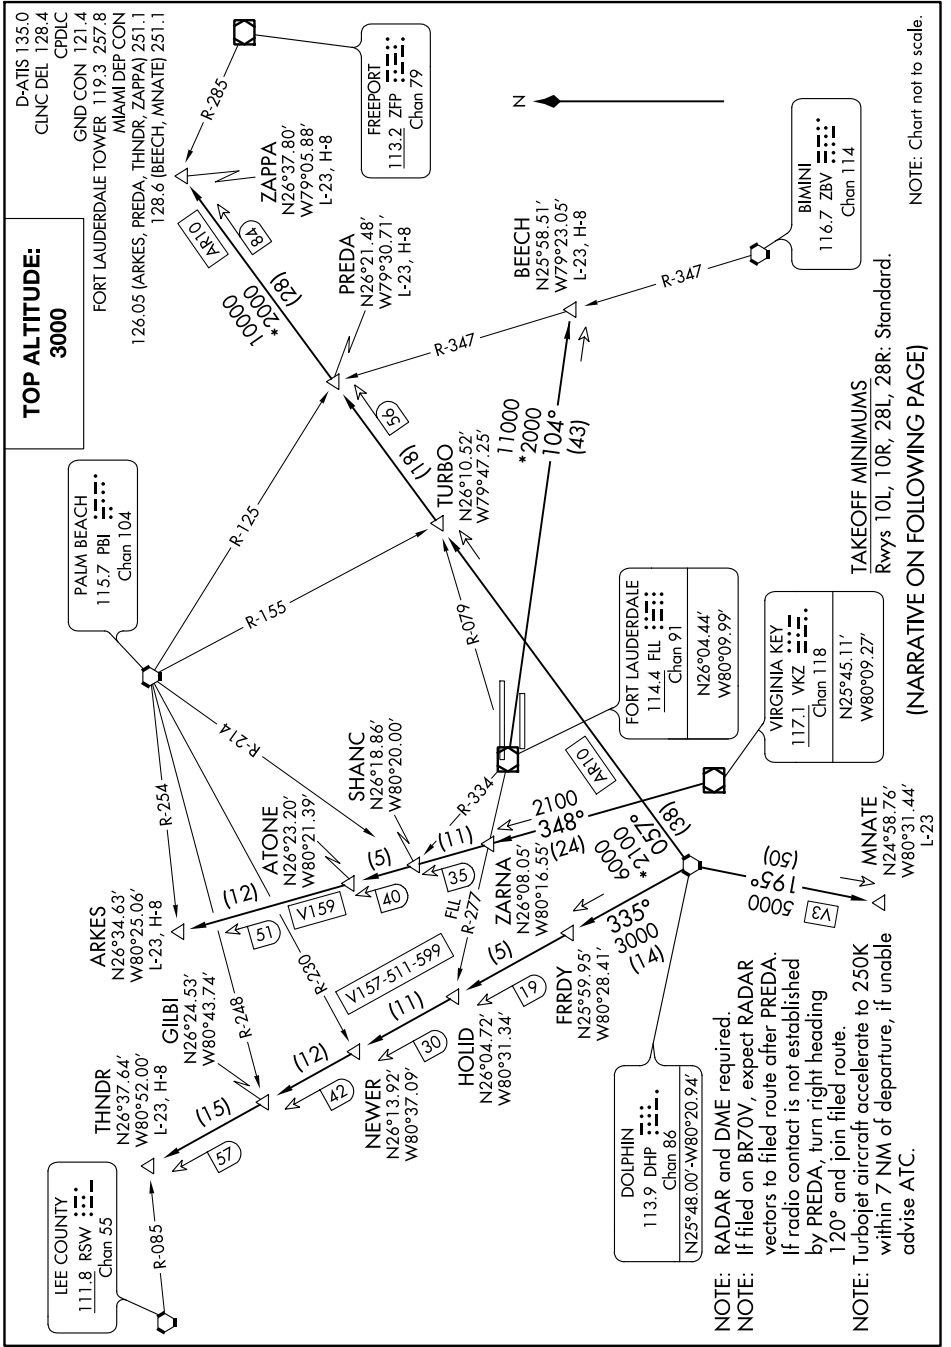 D-ATIS 135.0
CLNC DEL 128.4
CPDLC
GND CON 121.4
FORT LAUDERDALE TOWER 119.3 257.8
MIAMI DEP CON
126.05 (ARKES, PREDA, THNDR, ZAPPA) 251.1
128.6 (BEECH, MNATE) 251.1
TOP ALTITUDE:
3000
LEE COUNTY
111.8 RSW
Chan 55
R-085
THNDR
N26°37.64'
W80°52.00'
L-23, H-8
57
(15)
GILBI
N26°24.53'
W80°43.74'
R-248
42
(12)
ARKES
N26°34.63'
W80°25.06'
L-23, H-8
R-254
51
(12)
V159
ATONE
N26°23.20'
W80°21.39'
40
(5)
R-230
NEWER
N26°13.92'
W80°37.09'
30
(11)
V157-511-599
SHANC
N26°18.86'
W80°20.00'
35
(11)
R-214
R-334
PALM BEACH
115.7 PBI
Chan 104
R-155
R-125
FREEPORT
113.2 ZFP
Chan 79
R-285
ZAPPA
N26°37.80'
W79°05.88'
L-23, H-8
84
AR10
10000
*2000
(28)
PREDA
N26°21.48'
W79°30.71'
L-23, H-8
56
(18)
R-347
TURBO
N26°10.52'
W79°47.25'
R-079
N
BEECH
N25°58.51'
W79°23.05'
L-23, H-8
11000
*2000
104°
(43)
R-347
BIMINI
116.7 ZBV
Chan 114
HOLID
N26°04.72'
W80°31.34'
FLL
R-277
19
(5)
ZARNA
N26°08.05'
W80°16.55'
2100
348°
(24)
FORT LAUDERDALE
114.4 FLL
Chan 91
N26°04.44'
W80°09.99'
AR10
6000
*2100
057°
(38)
FRRDY
N25°59.95'
W80°28.41'
335°
3000
(14)
VIRGINIA KEY
117.1 VKZ
Chan 118
N25°45.11'
W80°09.27'
DOLPHIN
113.9 DHP
Chan 86
N25°48.00'-W80°20.94'
5000
195°
(50)
V3
MNATE
N24°58.76'
W80°31.44'
L-23
NOTE: RADAR and DME required.
NOTE: If filed on BR70V, expect RADAR
vectors to filed route after PREDA.
If radio contact is not established
by PREDA, turn right heading
120° and join filed route.
NOTE: Turbojet aircraft accelerate to 250K
within 7 NM of departure, if unable
advise ATC.
TAKEOFF MINIMUMS
Rwys 10L, 10R, 28L, 28R: Standard.
(NARRATIVE ON FOLLOWING PAGE)
NOTE: Chart not to scale.